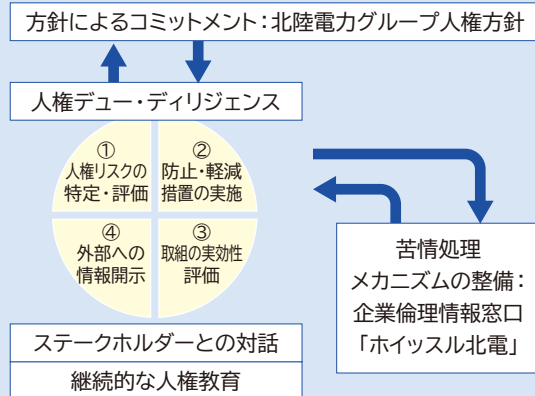 方針によるコミットメント：北陸電力グループ人権方針
人権デュー・ディリジェンス
①
人権リスクの
特定・評価
②
防止・軽減
措置の実施
④
外部への
情報開示
③
取組の実効性
評価
苦情処理
メカニズムの整備：
企業倫理情報窓口
「ホイッスル北電」
ステークホルダーとの対話
継続的な人権教育